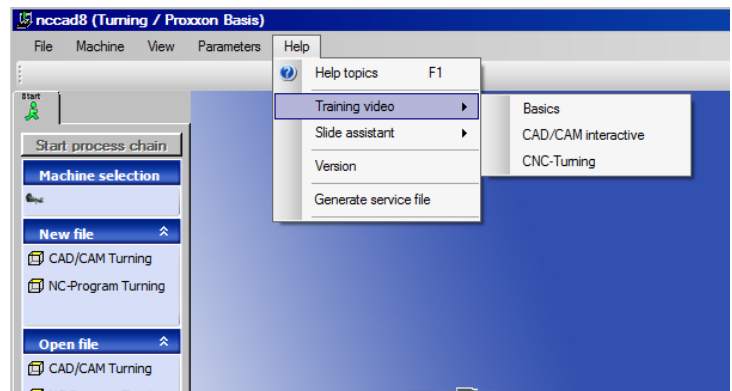 nccad8 (Turning / Proxxon Basis)
File Machine View Parameters Help
Help topics F1
Start
Training video
Basics
Slide assistant
CAD/CAM interactive
Start process chain
CNC-Turning
Version
Machine selection
Generate service file
New file
CAD/CAM Turning
NC-Program Turning
Open file
CAD/CAM Turning